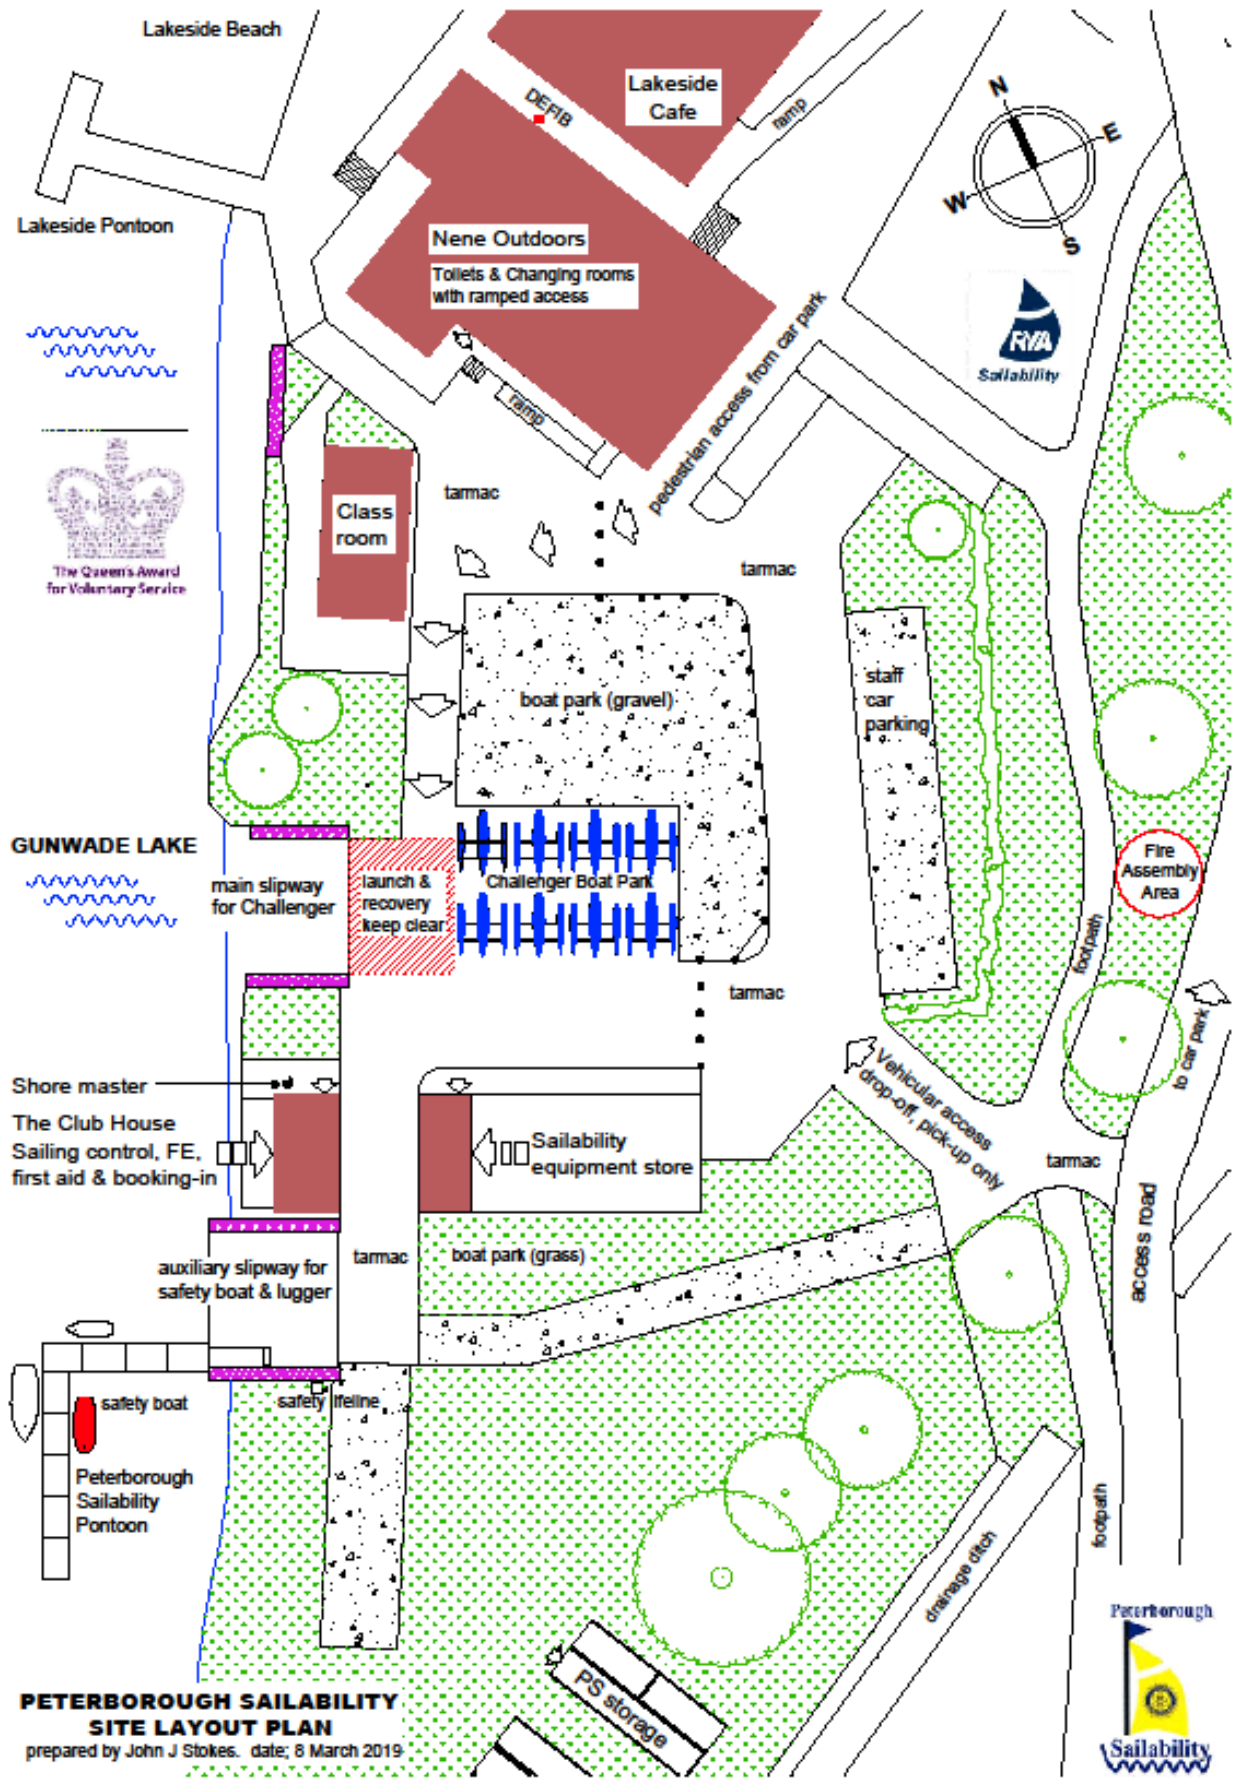 Lakeside Beach
Lakeside
Cafe
DEFIB
ramp
N
E
W
S
Lakeside Pontoon
Nene Outdoors
Toilets & Changing rooms
with ramped access
RYA
Sailability
pedestrian access from car park
ramp
The Queen's Award
for Voluntary Service
tarmac
Class
room
tarmac
boat park (gravel)
staff
car
parking
GUNWADE LAKE
main slipway
for Challenger
launch &
recovery
keep clear
Challenger Boat Park
Fire
Assembly
Area
footpath
tarmac
to car park
Vehicular access
drop-off, pick-up only
Shore master
The Club House
Sailing control, FE,
first aid & booking-in
Sailability
equipment store
tarmac
access road
auxiliary slipway for
safety boat & lugger
tarmac
boat park (grass)
safety boat
safety lifeline
Peterborough
Sailability
Pontoon
footpath
drainage ditch
PS storage
PETERBOROUGH SAILABILITY
SITE LAYOUT PLAN
prepared by John J Stokes. date; 8 March 2019
Peterborough
Sailability